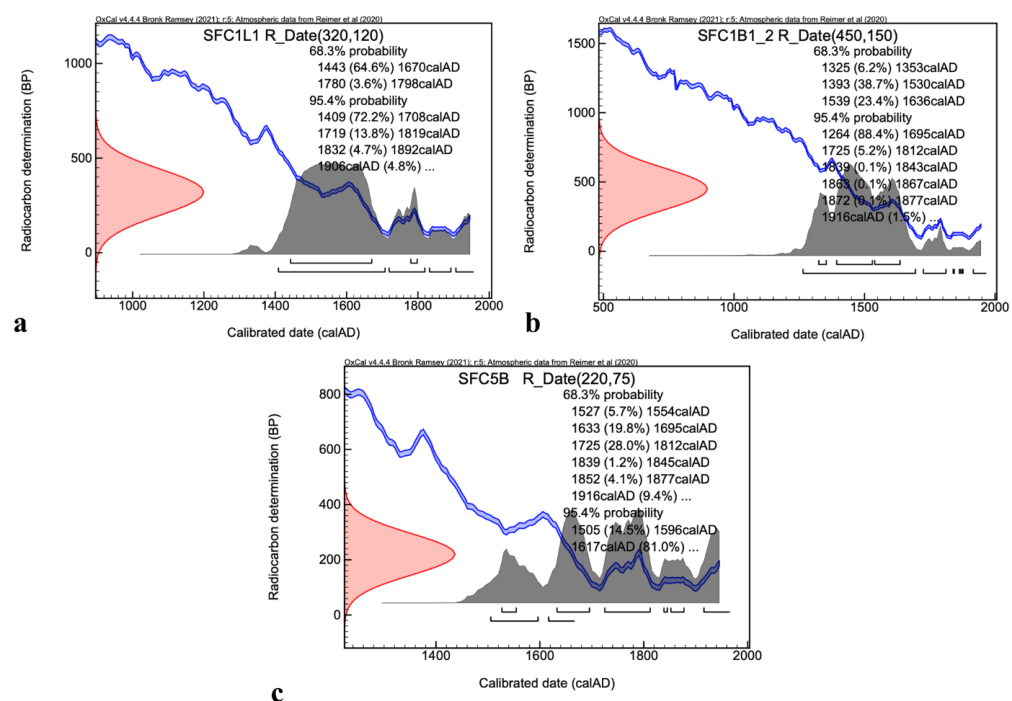 OxCal v4.4.4 Bronk Ramsey (2021); r:5; Atmospheric data from Reimer et al (2020)
SFC1L1 R_Date(320,120)
68.3% probability
1443 (64.6%) 1670calAD
1780 (3.6%) 1798calAD
95.4% probability
1409 (72.2%) 1708calAD
1719 (13.8%) 1819calAD
1832 (4.7%) 1892calAD
1906calAD (4.8%) ...
Radiocarbon determination (BP)
1000
500
0
1000 1200 1400 1600 1800 2000
Calibrated date (calAD)
a
OxCal v4.4.4 Bronk Ramsey (2021); r:5; Atmospheric data from Reimer et al (2020)
SFC1B1_2 R_Date(450,150)
68.3% probability
1325 (6.2%) 1353calAD
1393 (38.7%) 1530calAD
1539 (23.4%) 1636calAD
95.4% probability
1264 (88.4%) 1695calAD
1725 (5.2%) 1812calAD
1839 (0.1%) 1843calAD
1863 (0.1%) 1867calAD
1872 (0.1%) 1877calAD
1916calAD (1.5%) ...
Radiocarbon determination (BP)
1500
1000
500
0
500 1000 1500 2000
Calibrated date (calAD)
b
OxCal v4.4.4 Bronk Ramsey (2021); r:5; Atmospheric data from Reimer et al (2020)
SFC5B R_Date(220,75)
68.3% probability
1527 (5.7%) 1554calAD
1633 (19.8%) 1695calAD
1725 (28.0%) 1812calAD
1839 (1.2%) 1845calAD
1852 (4.1%) 1877calAD
1916calAD (9.4%) ...
95.4% probability
1505 (14.5%) 1596calAD
1617calAD (81.0%) ...
Radiocarbon determination (BP)
800
600
400
200
0
1400 1600 1800 2000
Calibrated date (calAD)
c